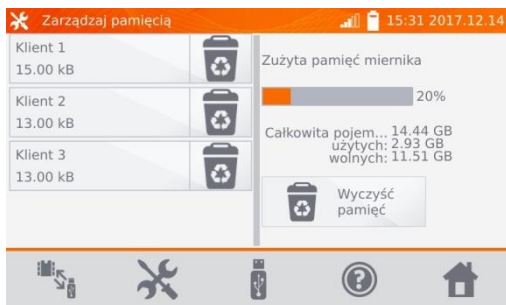 Zarządzaj pamięcią
15:31 2017.12.14
Klient 1
15.00 kB
Klient 2
13.00 kB
Klient 3
13.00 kB
Zużyta pamięć miernika
20%
Całkowita pojem... 14.44 GB
użytych: 2.93 GB
wolnych: 11.51 GB
Wyczyść
pamięć